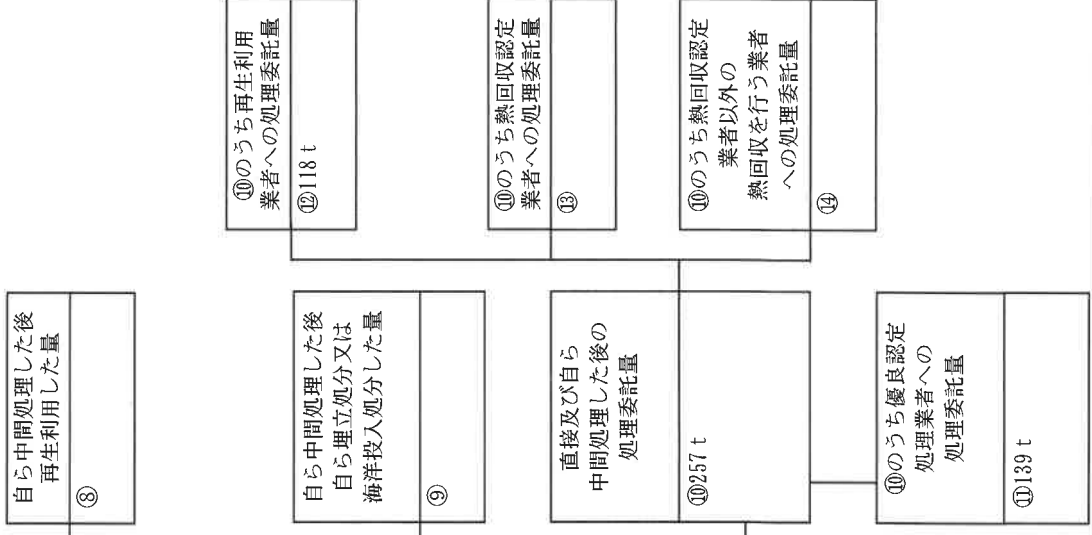 自ら中間処理した後
再生利用した量
⑧
自ら中間処理した後
自ら埋立処分又は
海洋投入処分した量
⑨
直接及び自ら
中間処理した後の
処理委託量
⑩257ｔ
⑩のうち優良認定
処理業者への
処理委託量
⑪139ｔ
⑩のうち再生利用
業者への処理委託量
⑫118ｔ
⑩のうち熱回収認定
業者への処理委託量
⑬
⑩のうち熱回収認定
業者以外の
熱回収を行う業者
への処理委託量
⑭